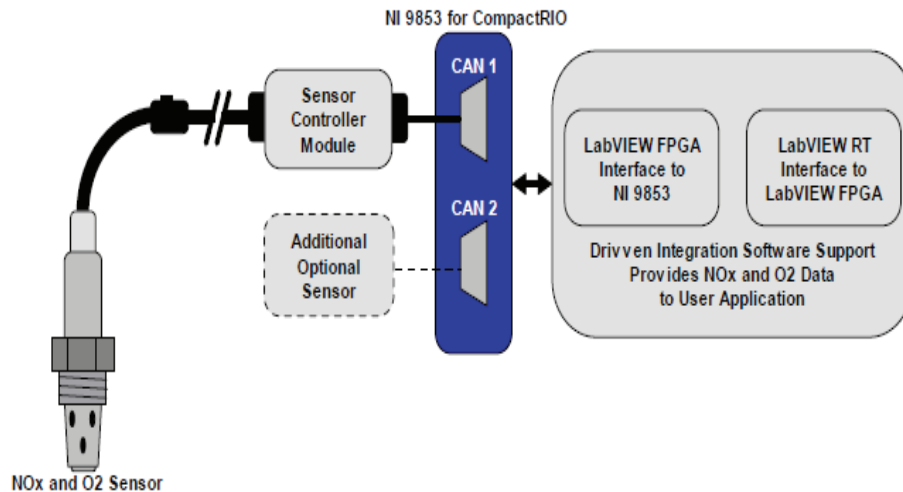 NI 9853 for CompactRIO
CAN 1
Sensor
Controller
Module
LabVIEW FPGA
Interface to
NI 9853
LabVIEW RT
Interface to
LabVIEW FPGA
CAN 2
Additional
Optional
Sensor
Drivven Integration Software Support
Provides NOx and O2 Data
to User Application
NOx and O2 Sensor